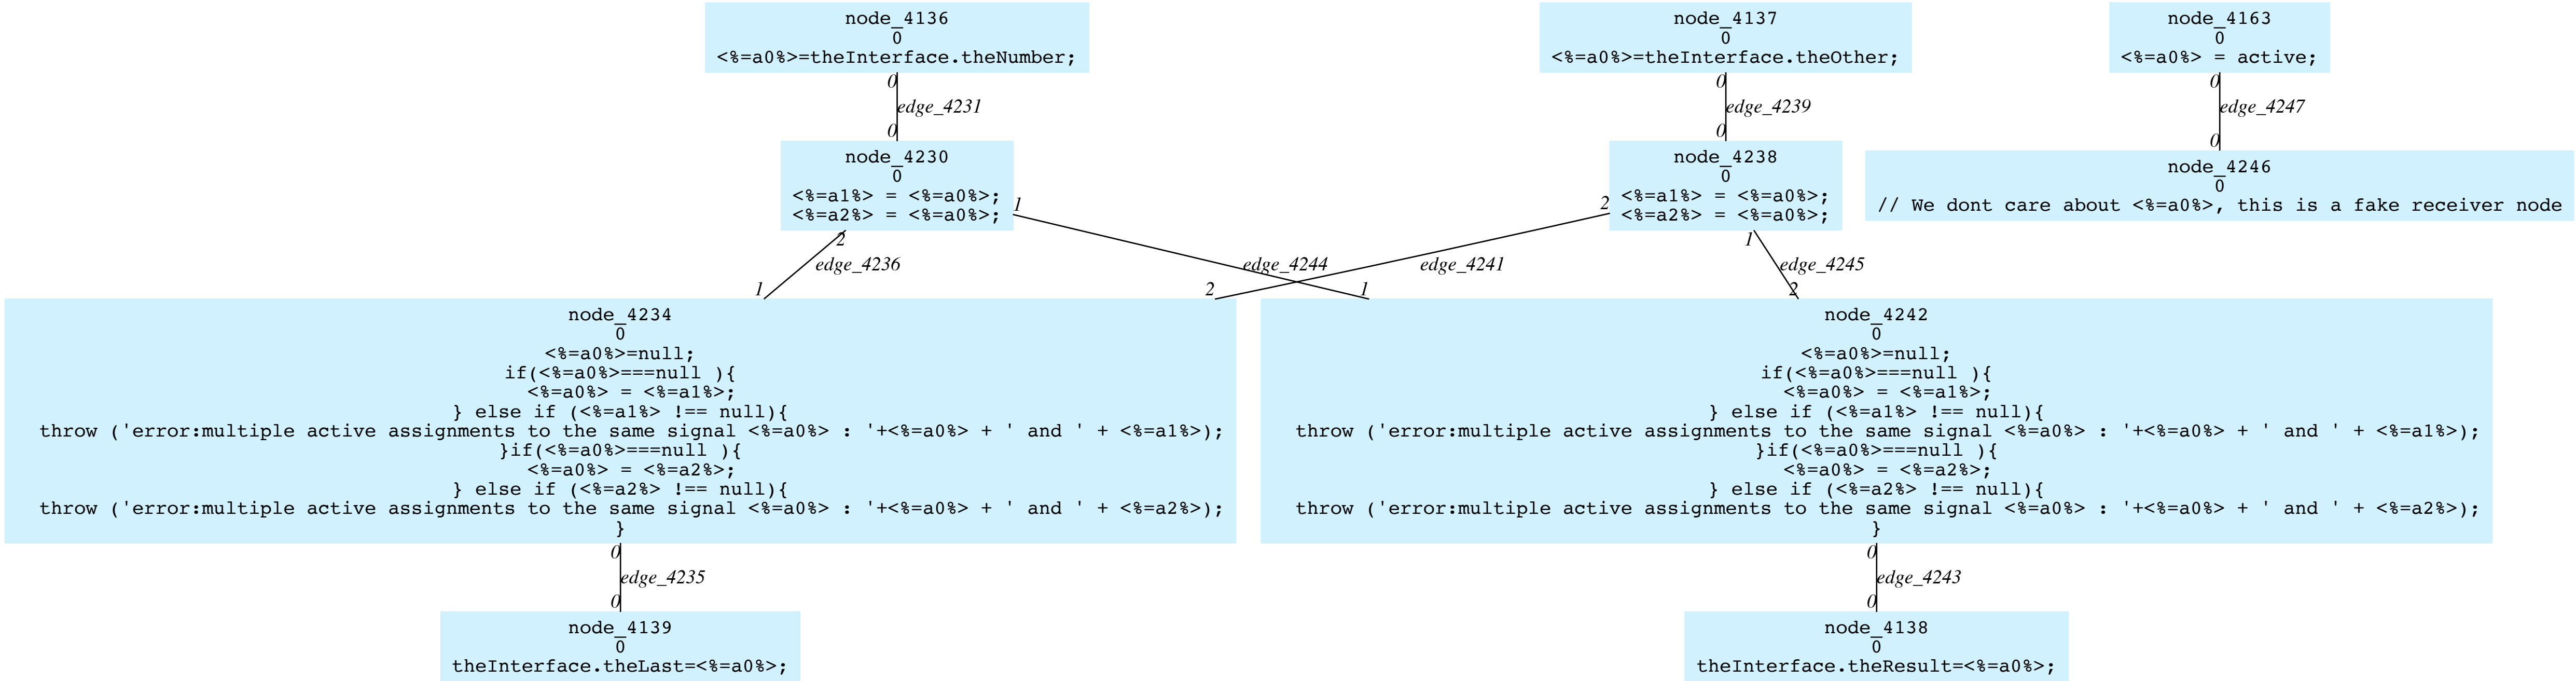 node_4136
0
<%=a0%>=theInterface.theNumber;
node_4137
0
<%=a0%>=theInterface.theOther;
node_4163
0
<%=a0%> = active;
0
edge_4231
0
0
edge_4239
0
0
edge_4247
0
node_4230
0
<%=a1%> = <%=a0%>;
<%=a2%> = <%=a0%>;
node_4238
0
<%=a1%> = <%=a0%>;
<%=a2%> = <%=a0%>;
node_4246
0
// We dont care about <%=a0%>, this is a fake receiver node
1
2
2
1
edge_4236
edge_4244
edge_4241
edge_4245
1
2
1
2
node_4234
0
<%=a0%>=null;
if(<%=a0%>===null ){
<%=a0%> = <%=a1%>;
} else if (<%=a1%> !== null){
throw ('error:multiple active assignments to the same signal <%=a0%> : '+<%=a0%> + ' and ' + <%=a1%>);
}if(<%=a0%>===null ){
<%=a0%> = <%=a2%>;
} else if (<%=a2%> !== null){
throw ('error:multiple active assignments to the same signal <%=a0%> : '+<%=a0%> + ' and ' + <%=a2%>);
}
node_4242
0
<%=a0%>=null;
if(<%=a0%>===null ){
<%=a0%> = <%=a1%>;
} else if (<%=a1%> !== null){
throw ('error:multiple active assignments to the same signal <%=a0%> : '+<%=a0%> + ' and ' + <%=a1%>);
}if(<%=a0%>===null ){
<%=a0%> = <%=a2%>;
} else if (<%=a2%> !== null){
throw ('error:multiple active assignments to the same signal <%=a0%> : '+<%=a0%> + ' and ' + <%=a2%>);
}
0
edge_4235
0
0
edge_4243
0
node_4139
0
theInterface.theLast=<%=a0%>;
node_4138
0
theInterface.theResult=<%=a0%>;